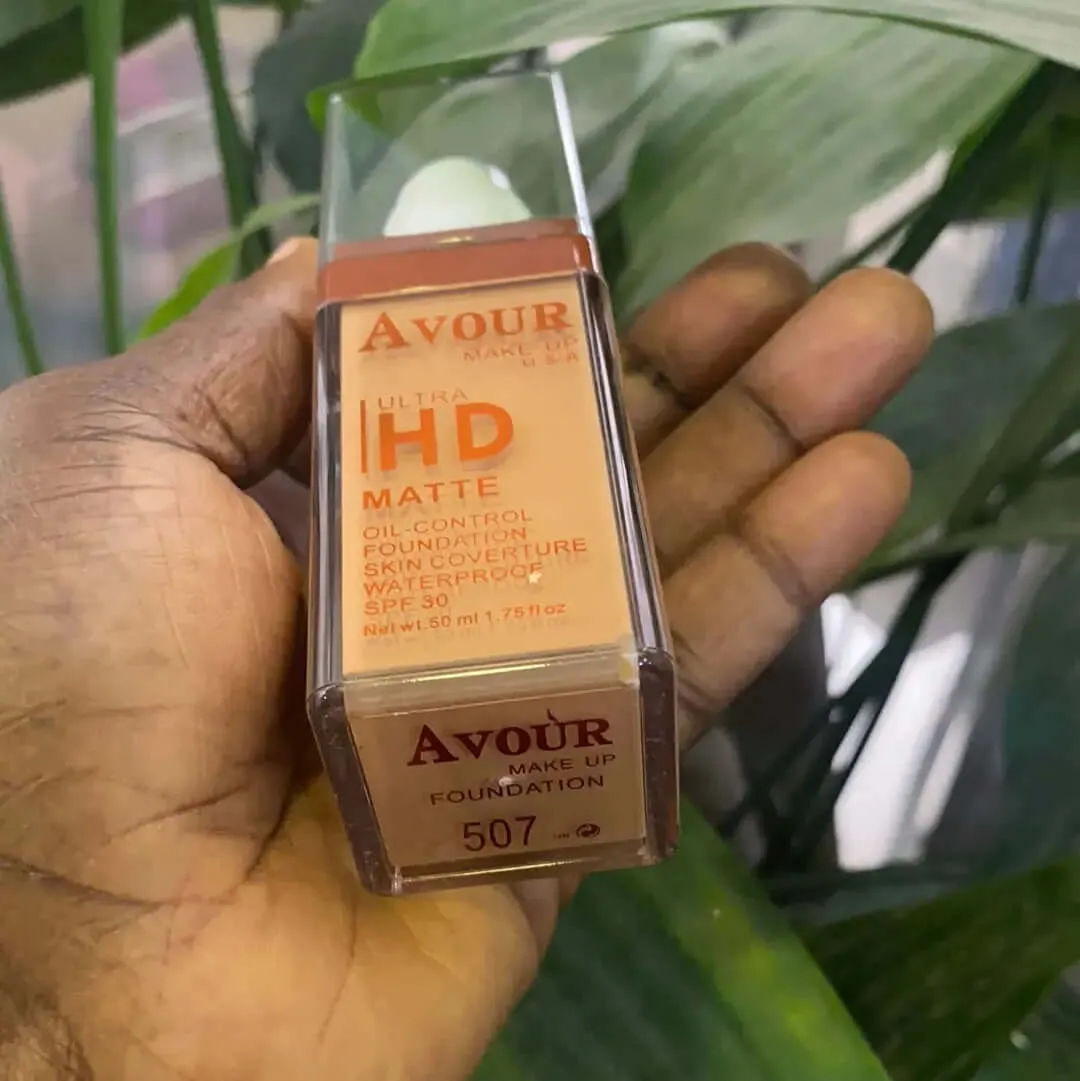 AVOUR
MAKE UP
U S A
ULTRA
HD
MATTE
OIL-CONTROL
FOUNDATION
SKIN COVERTURE
WATERPROOF
SPF 30
Net wt.50 ml 1.75 fl oz
AVOUR
MAKE UP
FOUNDATION
507